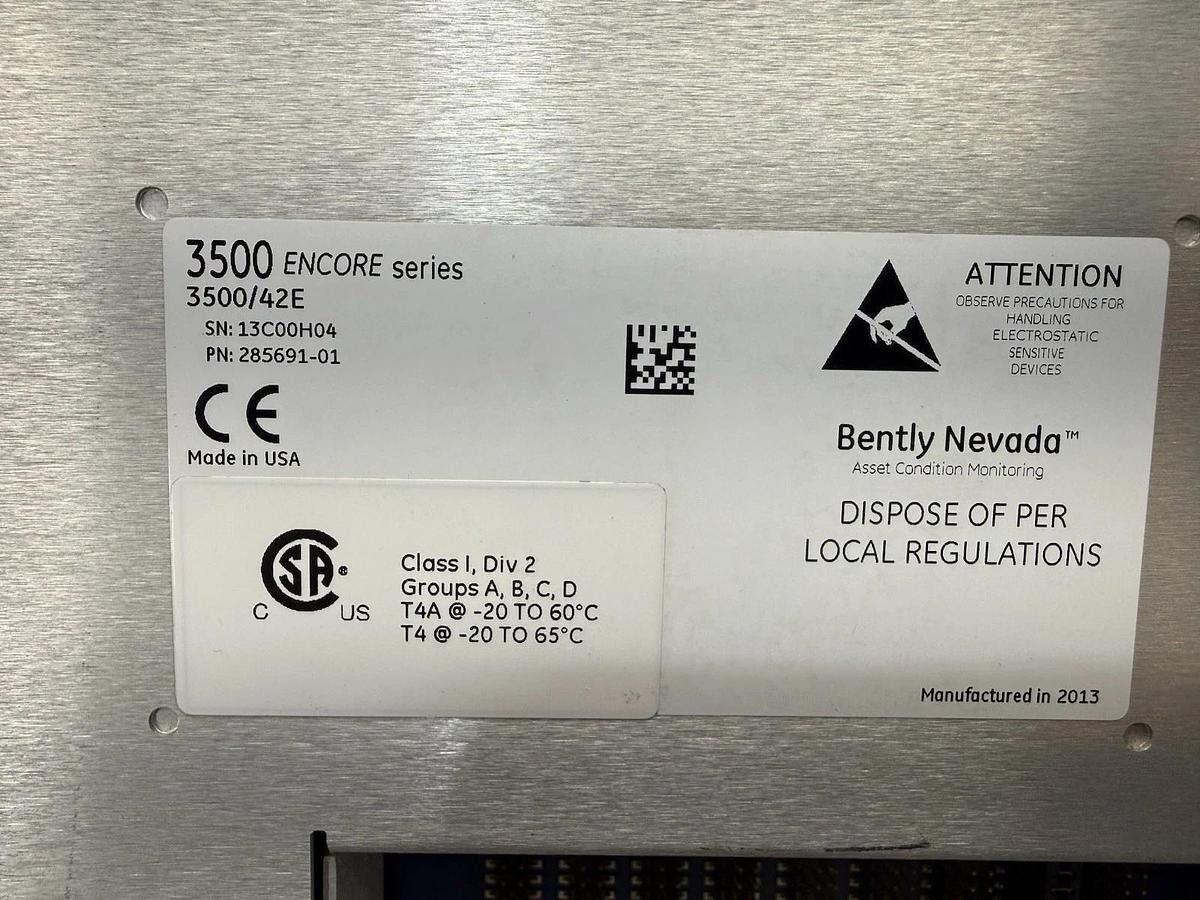 3500 ENCORE series
3500/42E
SN: 13C00H04
PN: 285691-01
CE
Made in USA
ATTENTION
OBSERVE PRECAUTIONS FOR
HANDLING
ELECTROSTATIC
SENSITIVE
DEVICES
Bently Nevada™
Asset Condition Monitoring
DISPOSE OF PER
LOCAL REGULATIONS
C SA® US
Class I, Div 2
Groups A, B, C, D
T4A @ -20 TO 60°C
T4 @ -20 TO 65°C
Manufactured in 2013